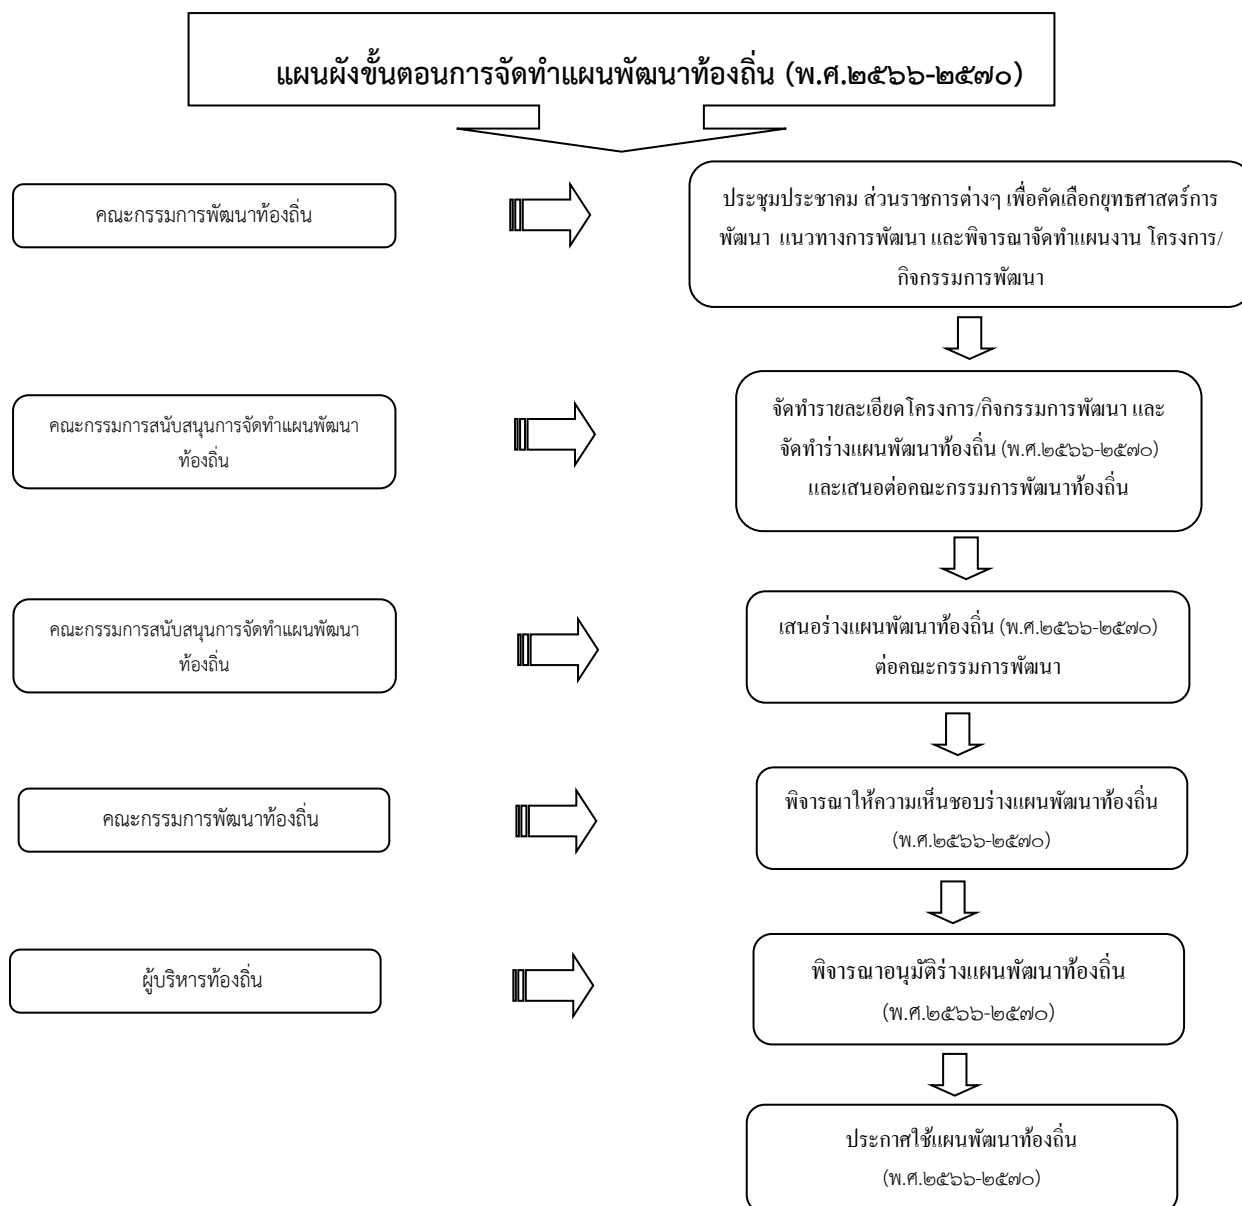 แผนผังขั้นตอนการจัดทำแผนพัฒนาท้องถิ่น (พ.ศ.๒๕๖๖-๒๕๗๐)
คณะกรรมการพัฒนาท้องถิ่น
ประชุมประชาคม ส่วนราชการต่างๆ เพื่อคัดเลือกยุทธศาสตร์การ
พัฒนา แนวทางการพัฒนา และพิจารณาจัดทำแผนงาน โครงการ/
กิจกรรมการพัฒนา
คณะกรรมการสนับสนุนการจัดทำแผนพัฒนา
ท้องถิ่น
จัดทำรายละเอียดโครงการ/กิจกรรมการพัฒนา และ
จัดทำร่างแผนพัฒนาท้องถิ่น (พ.ศ.๒๕๖๖-๒๕๗๐)
และเสนอต่อคณะกรรมการพัฒนาท้องถิ่น
คณะกรรมการสนับสนุนการจัดทำแผนพัฒนา
ท้องถิ่น
เสนอร่างแผนพัฒนาท้องถิ่น (พ.ศ.๒๕๖๖-๒๕๗๐)
ต่อคณะกรรมการพัฒนา
คณะกรรมการพัฒนาท้องถิ่น
พิจารณาให้ความเห็นชอบร่างแผนพัฒนาท้องถิ่น
(พ.ศ.๒๕๖๖-๒๕๗๐)
ผู้บริหารท้องถิ่น
พิจารณาอนุมัติร่างแผนพัฒนาท้องถิ่น
(พ.ศ.๒๕๖๖-๒๕๗๐)
ประกาศใช้แผนพัฒนาท้องถิ่น
(พ.ศ.๒๕๖๖-๒๕๗๐)